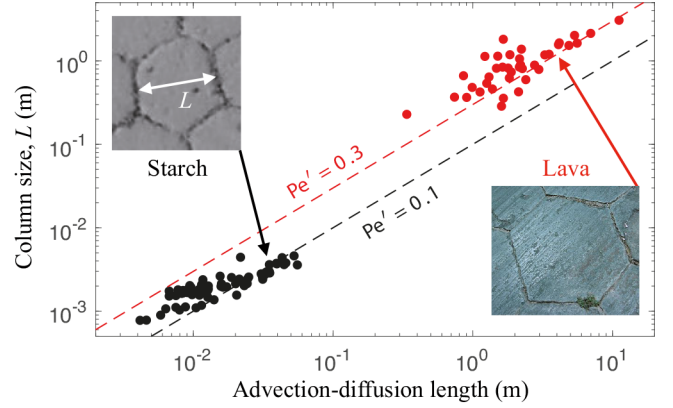 Column size, L (m)
10^0
10^-1
10^-2
10^-3
L
Starch
Pe′ = 0.3
Pe′ = 0.1
Lava
10^-2
10^-1
10^0
10^1
Advection-diffusion length (m)